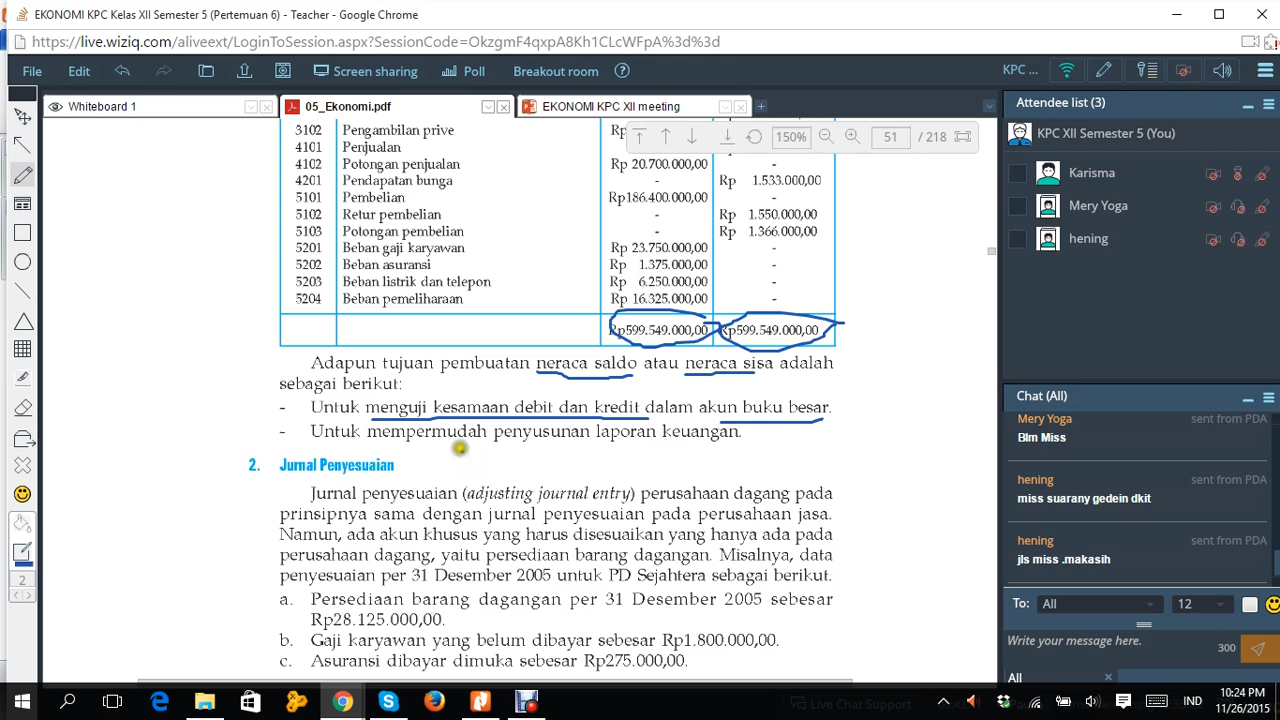 EKONOMI KPC Kelas XII Semester 5 (Pertemuan 6) - Teacher - Google Chrome
https://live.wiziq.com/aliveext/LoginToSession.aspx?SessionCode=OkzgmF4qxpA8Kh1CLcWFpA%3d%3d
File Edit Screen sharing Poll Breakout room KPC ...
Whiteboard 1 05_Ekonomi.pdf EKONOMI KPC XII meeting
150% 51 / 218
3102 Pengambilan prive Rp
4101 Penjualan
4102 Potongan penjualan Rp 20.700.000,00 -
4201 Pendapatan bunga - Rp 1.533.000,00
5101 Pembelian Rp186.400.000,00 -
5102 Retur pembelian - Rp 1.550.000,00
5103 Potongan pembelian - Rp 1.366.000,00
5201 Beban gaji karyawan Rp 23.750.000,00 -
5202 Beban asuransi Rp 1.375.000,00 -
5203 Beban listrik dan telepon Rp 6.250.000,00 -
5204 Beban pemeliharaan Rp 16.325.000,00 -
Rp599.549.000,00 Rp599.549.000,00
Adapun tujuan pembuatan neraca saldo atau neraca sisa adalah
sebagai berikut:
- Untuk menguji kesamaan debit dan kredit dalam akun buku besar.
- Untuk mempermudah penyusunan laporan keuangan.
2. Jurnal Penyesuaian
Jurnal penyesuaian (adjusting journal entry) perusahaan dagang pada
prinsipnya sama dengan jurnal penyesuaian pada perusahaan jasa.
Namun, ada akun khusus yang harus disesuaikan yang hanya ada pada
perusahaan dagang, yaitu persediaan barang dagangan. Misalnya, data
penyesuaian per 31 Desember 2005 untuk PD Sejahtera sebagai berikut.
a. Persediaan barang dagangan per 31 Desember 2005 sebesar
Rp28.125.000,00.
b. Gaji karyawan yang belum dibayar sebesar Rp1.800.000,00.
c. Asuransi dibayar dimuka sebesar Rp275.000,00.
2
Attendee list (3)
KPC XII Semester 5 (You)
Karisma
Mery Yoga
hening
Chat (All)
Mery Yoga sent from PDA
Blm Miss
hening sent from PDA
miss suarany gedein dkit
hening sent from PDA
jls miss .makasih
To: All 12
Write your message here. 300
All
Live Chat Support
IND
10:24 PM
11/26/2015